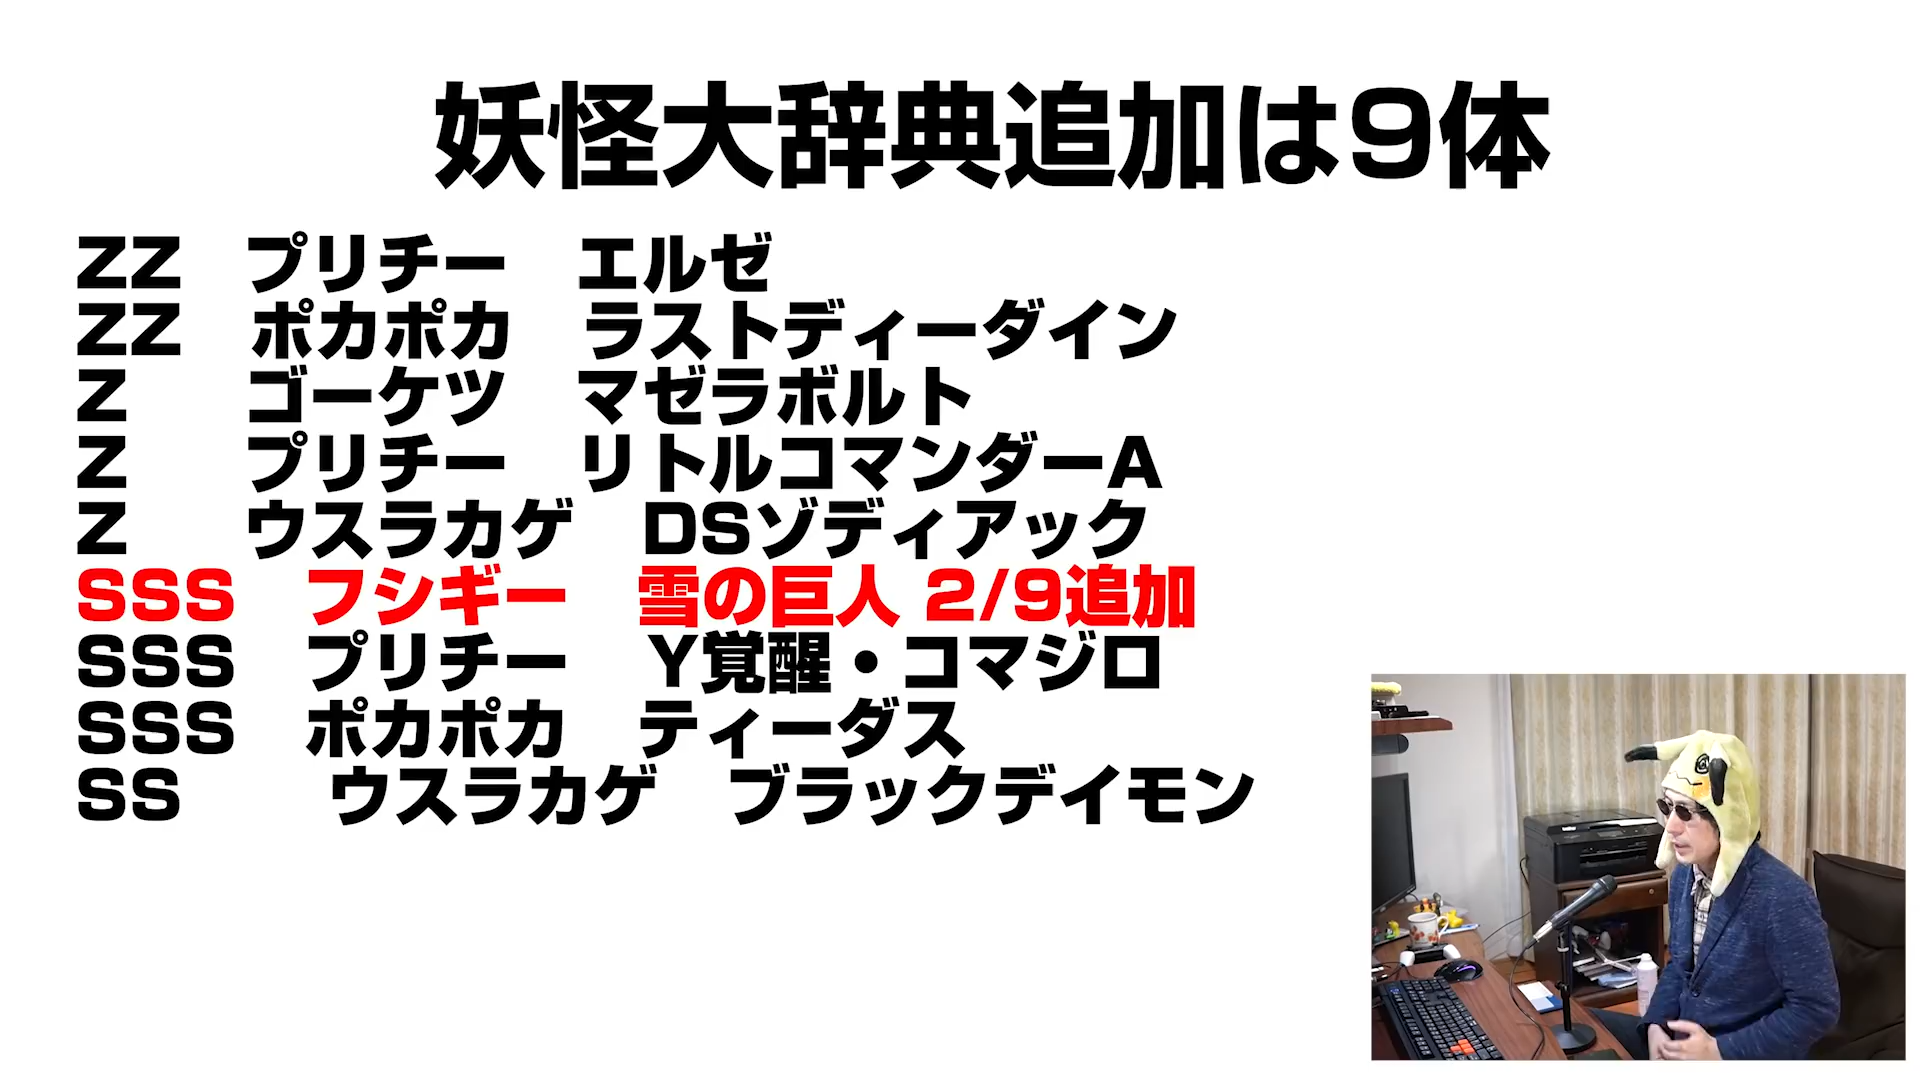 妖怪大辞典追加は9体
ZZ　プリチー　エルゼ
ZZ　ポカポカ　ラストディーダイン
Z　ゴーケツ　マゼラボルト
Z　プリチー　リトルコマンダーA
Z　ウスラカゲ　DSゾディアック
SSS　フシギー　雪の巨人 2/9追加
SSS　プリチー　Y覚醒・コマジロ
SSS　ポカポカ　ティーダス
SS　ウスラカゲ　ブラックデイモン